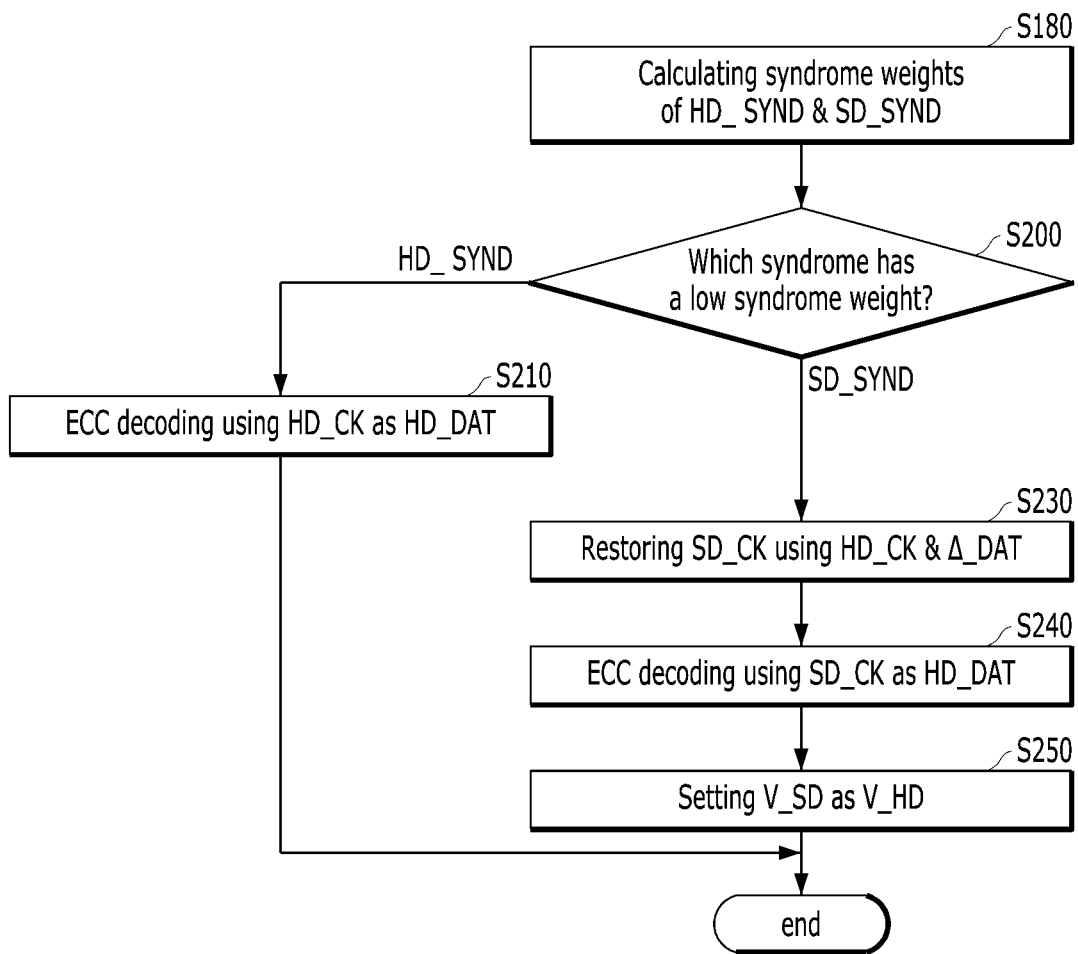 S180
Calculating syndrome weights
of HD_ SYND & SD_SYND
S200
Which syndrome has
a low syndrome weight?
HD_ SYND
SD_SYND
S210
ECC decoding using HD_CK as HD_DAT
S230
Restoring SD_CK using HD_CK & Δ_DAT
S240
ECC decoding using SD_CK as HD_DAT
S250
Setting V_SD as V_HD
end